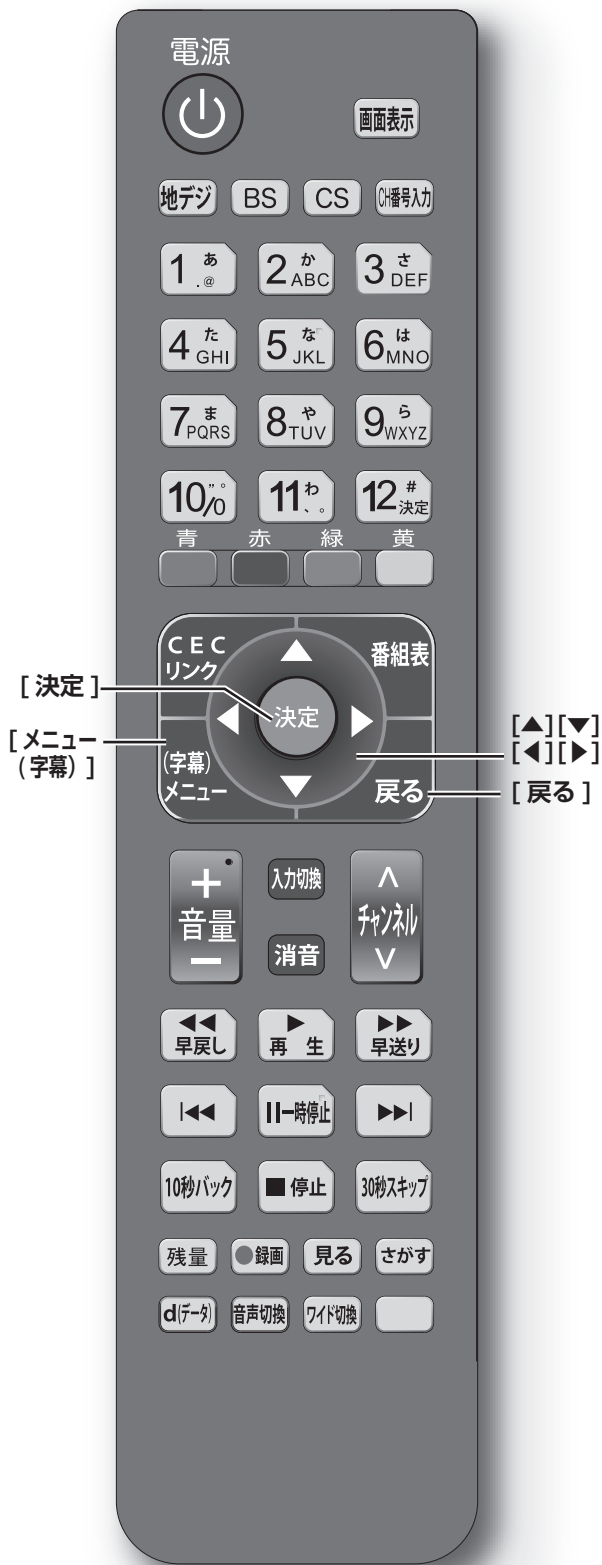 電源
画面表示
地デジ BS CS CH番号入力
1 あ .@
2 か ABC
3 さ DEF
4 た GHI
5 な JKL
6 は MNO
7 ま PQRS
8 や TUV
9 ら WXYZ
10/0 ゛゜
11 わ 、。
12 # 決定
青 赤 緑 黄
CEC
リンク
番組表
[ 決定 ]
決定
[▲][▼]
[◀][▶]
[ メニュー
(字幕) ]
(字幕)
メニュー
戻る
[ 戻る ]
+
音量
−
入力切換
消音
∧
チャンネル
∨
◀◀
早戻し
▶
再 生
▶▶
早送り
I◀◀
II一時停止
▶▶I
10秒バック
■ 停止
30秒スキップ
残量 ●録画 見る さがす
d(データ) 音声切換 ワイド切換